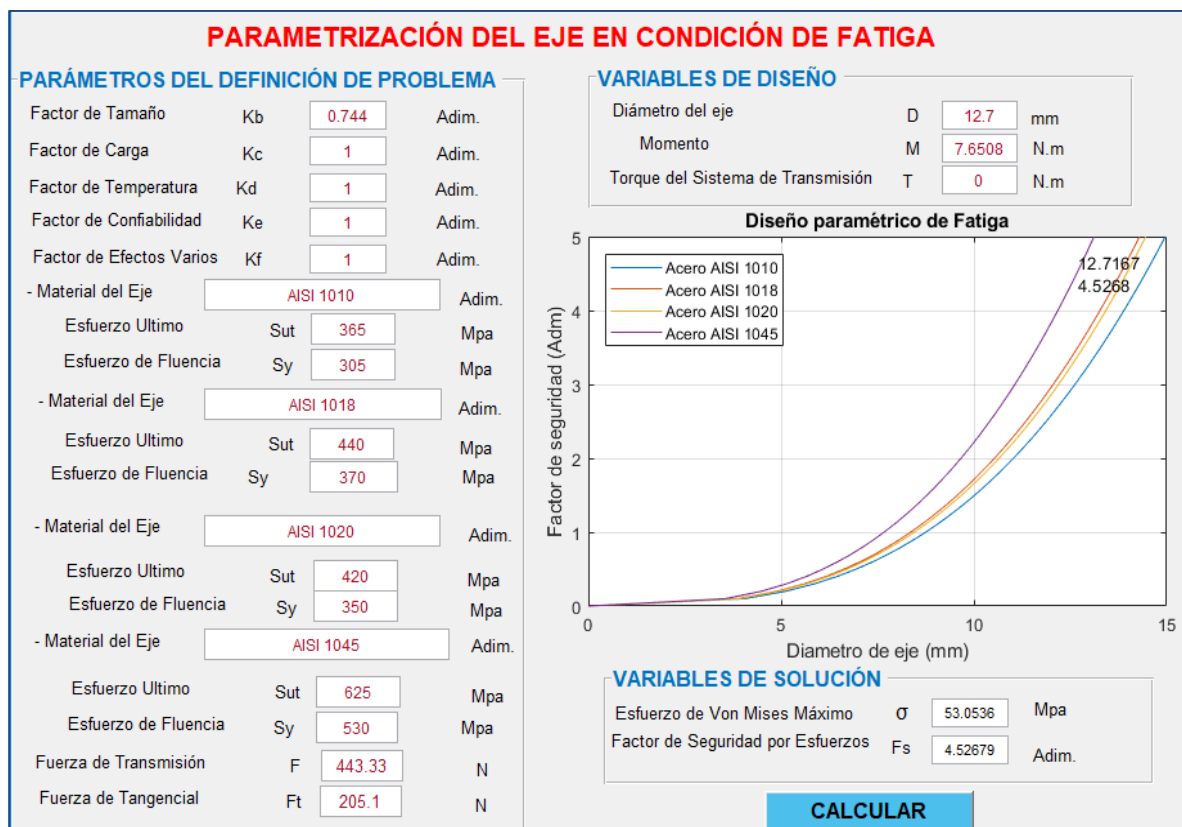 PARAMETRIZACIÓN DEL EJE EN CONDICIÓN DE FATIGA
PARÁMETROS DEL DEFINICIÓN DE PROBLEMA
Factor de Tamaño Kb 0.744 Adim.
Factor de Carga Kc 1 Adim.
Factor de Temperatura Kd 1 Adim.
Factor de Confiabilidad Ke 1 Adim.
Factor de Efectos Varios Kf 1 Adim.
- Material del Eje AISI 1010 Adim.
Esfuerzo Ultimo Sut 365 Mpa
Esfuerzo de Fluencia Sy 305 Mpa
- Material del Eje AISI 1018 Adim.
Esfuerzo Ultimo Sut 440 Mpa
Esfuerzo de Fluencia Sy 370 Mpa
- Material del Eje AISI 1020 Adim.
Esfuerzo Ultimo Sut 420 Mpa
Esfuerzo de Fluencia Sy 350 Mpa
- Material del Eje AISI 1045 Adim.
Esfuerzo Ultimo Sut 625 Mpa
Esfuerzo de Fluencia Sy 530 Mpa
Fuerza de Transmisión F 443.33 N
Fuerza de Tangencial Ft 205.1 N
VARIABLES DE DISEÑO
Diámetro del eje D 12.7 mm
Momento M 7.6508 N.m
Torque del Sistema de Transmisión T 0 N.m
Diseño paramétrico de Fatiga
Factor de seguridad (Adm)
5
4
3
2
1
0
Acero AISI 1010
Acero AISI 1018
Acero AISI 1020
Acero AISI 1045
12.7167
4.5268
0 5 10 15
Diametro de eje (mm)
VARIABLES DE SOLUCIÓN
Esfuerzo de Von Mises Máximo σ 53.0536 Mpa
Factor de Seguridad por Esfuerzos Fs 4.52679 Adim.
CALCULAR